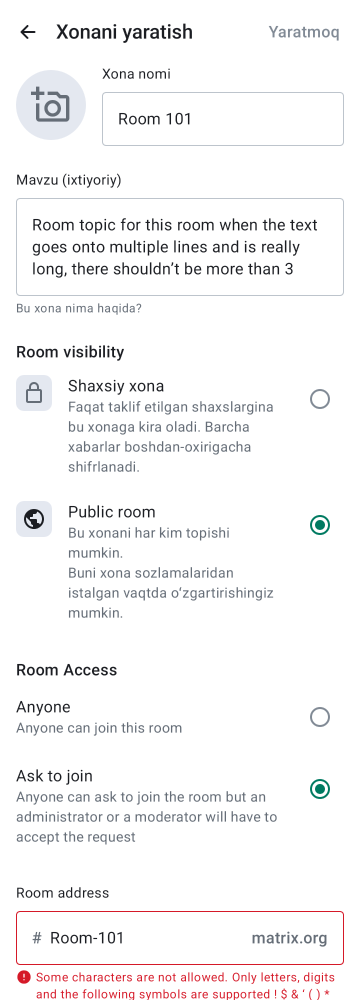 Xonani yaratish
Yaratmoq
Xona nomi
Room 101
Mavzu (ixtiyoriy)
Room topic for this room when the text
goes onto multiple lines and is really
long, there shouldn’t be more than 3
Bu xona nima haqida?
Room visibility
Shaxsiy xona
Faqat taklif etilgan shaxslargina
bu xonaga kira oladi. Barcha
xabarlar boshdan-oxirigacha
shifrlanadi.
Public room
Bu xonani har kim topishi
mumkin.
Buni xona sozlamalaridan
istalgan vaqtda oʻzgartirishingiz
mumkin.
Room Access
Anyone
Anyone can join this room
Ask to join
Anyone can ask to join the room but an
administrator or a moderator will have to
accept the request
Room address
# Room-101 matrix.org
Some characters are not allowed. Only letters, digits
and the following symbols are supported ! $ & ‘ ( ) *